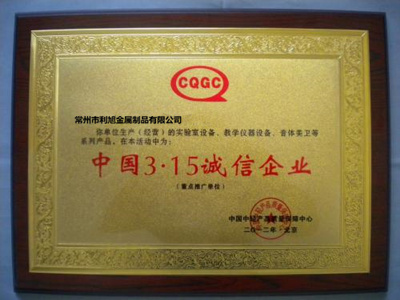 CQGC
常州市利旭金属制品有限公司
你单位生产（经营）的实验室设备、教学仪器设备、音体美卫等
系列产品，在本活动中为：
中国3·15诚信企业
（重点推广单位）
中国中轻产品质量保障中心
二〇一二年·北京